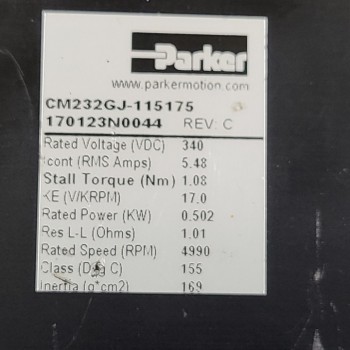 Parker
www.parkermotion.com
CM232GJ-115175
170123N0044 REV: C
Rated Voltage (VDC) 340
Icont (RMS Amps) 5.48
Stall Torque (Nm) 1.08
KE (V/KRPM) 17.0
Rated Power (KW) 0.502
Res L-L (Ohms) 1.01
Rated Speed (RPM) 4990
Class (Deg C) 155
Inertia (g*cm2) 169